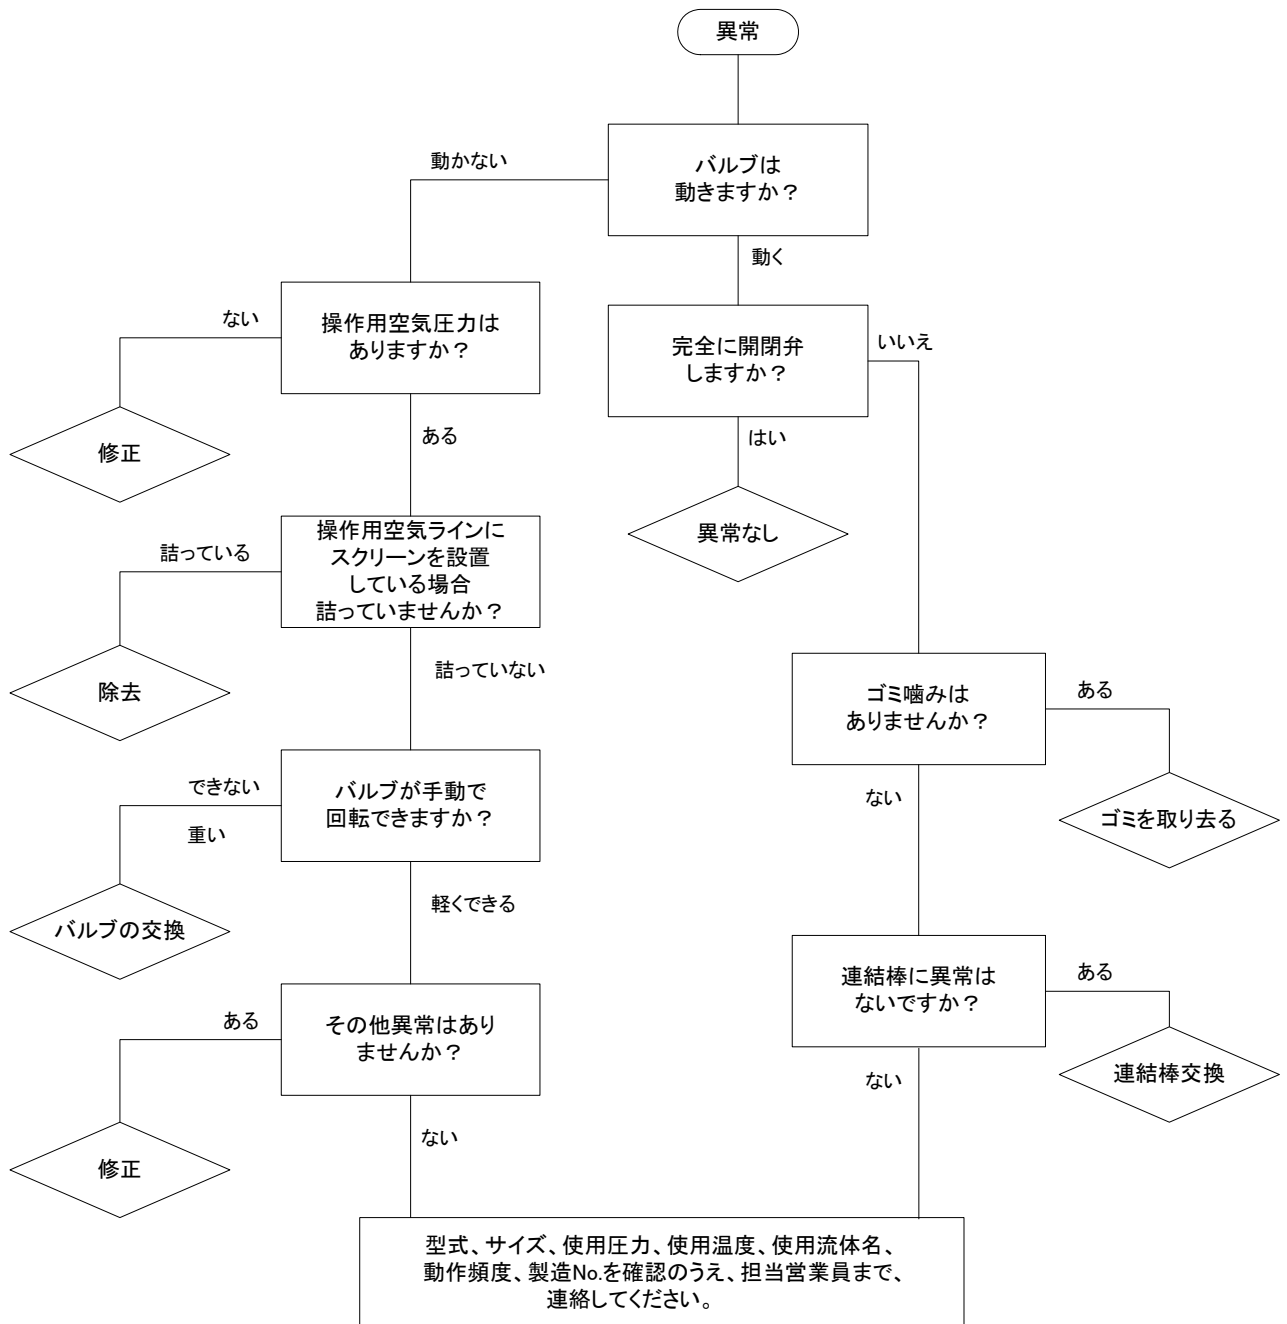 異常
バルブは
動きますか？
動かない
動く
操作用空気圧力は
ありますか？
ない
ある
修正
完全に開閉弁
しますか？
いいえ
はい
異常なし
操作用空気ラインに
スクリーンを設置
している場合
詰っていませんか？
詰っている
詰っていない
除去
ゴミ噛みは
ありませんか？
ある
ない
ゴミを取り去る
バルブが手動で
回転できますか？
できない
重い
軽くできる
バルブの交換
連結棒に異常は
ないですか？
ある
ない
連結棒交換
その他異常はあり
ませんか？
ある
ない
修正
型式、サイズ、使用圧力、使用温度、使用流体名、
動作頻度、製造No.を確認のうえ、担当営業員まで、
連絡してください。